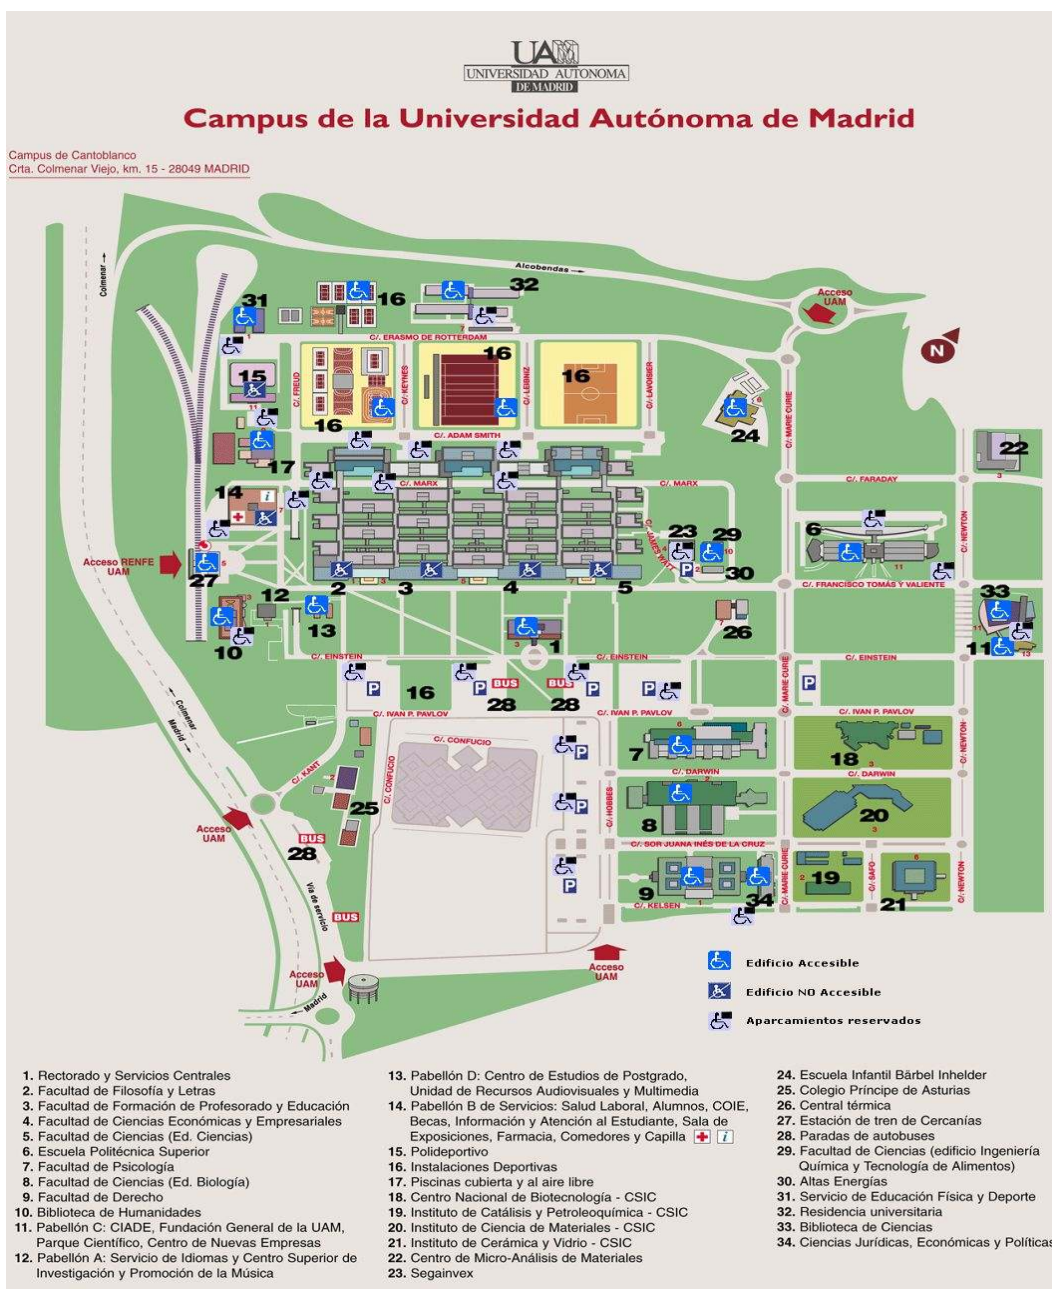 UAM
UNIVERSIDAD AUTONOMA
DE MADRID
Campus de la Universidad Autónoma de Madrid
Campus de Cantoblanco
Crta. Colmenar Viejo, km. 15 - 28049 MADRID
Colmenar
Alcobendas
Acceso
UAM
N
31
16
32
C/. ERASMO DE ROTTERDAM
15
C/. FREUD
16
C/. KEYNES
16
C/. LEIBNIZ
16
C/. LAVOISIER
24
C/. MARIE CURIE
C/. ADAM SMITH
17
22
C/. MARX
C/. MARX
C/. FARADAY
14
i
C/. NEWTON
6
C/. JAMES WATT
23
29
30
P
Acceso RENFE
UAM
27
2
3
4
5
C/. FRANCISCO TOMÁS Y VALIENTE
12
13
10
1
26
33
11
C/. EINSTEIN
C/. EINSTEIN
C/. EINSTEIN
P
16
P
BUS
28
BUS
28
P
P
C/. MARIE CURIE
P
C/. IVAN P. PAVLOV
C/. IVAN P. PAVLOV
C/. IVAN P. PAVLOV
Colmenar
Madrid
C/. CONFUCIO
C/. CONFUCIO
P
7
18
C/. NEWTON
C/. KANT
C/. DARWIN
C/. DARWIN
25
P
C/. HOBBES
8
20
Acceso
UAM
BUS
28
C/. SOR JUANA INÉS DE LA CRUZ
P
9
34
C/. MARIE CURIE
19
C/. SAFO
21
C/. NEWTON
C/. KELSEN
Vía de servicio
BUS
Acceso
UAM
Madrid
Acceso
UAM
Edificio Accesible
Edificio NO Accesible
Aparcamientos reservados
1. Rectorado y Servicios Centrales
2. Facultad de Filosofía y Letras
3. Facultad de Formación de Profesorado y Educación
4. Facultad de Ciencias Económicas y Empresariales
5. Facultad de Ciencias (Ed. Ciencias)
6. Escuela Politécnica Superior
7. Facultad de Psicología
8. Facultad de Ciencias (Ed. Biología)
9. Facultad de Derecho
10. Biblioteca de Humanidades
11. Pabellón C: CIADE, Fundación General de la UAM,
Parque Científico, Centro de Nuevas Empresas
12. Pabellón A: Servicio de Idiomas y Centro Superior de
Investigación y Promoción de la Música
13. Pabellón D: Centro de Estudios de Postgrado,
Unidad de Recursos Audiovisuales y Multimedia
14. Pabellón B de Servicios: Salud Laboral, Alumnos, COIE,
Becas, Información y Atención al Estudiante, Sala de
Exposiciones, Farmacia, Comedores y Capilla i
15. Polideportivo
16. Instalaciones Deportivas
17. Piscinas cubierta y al aire libre
18. Centro Nacional de Biotecnología - CSIC
19. Instituto de Catálisis y Petroleoquímica - CSIC
20. Instituto de Ciencia de Materiales - CSIC
21. Instituto de Cerámica y Vidrio - CSIC
22. Centro de Micro-Análisis de Materiales
23. Segainvex
24. Escuela Infantil Bärbel Inhelder
25. Colegio Príncipe de Asturias
26. Central térmica
27. Estación de tren de Cercanías
28. Paradas de autobuses
29. Facultad de Ciencias (edificio Ingeniería
Química y Tecnología de Alimentos)
30. Altas Energías
31. Servicio de Educación Física y Deporte
32. Residencia universitaria
33. Biblioteca de Ciencias
34. Ciencias Jurídicas, Económicas y Políticas